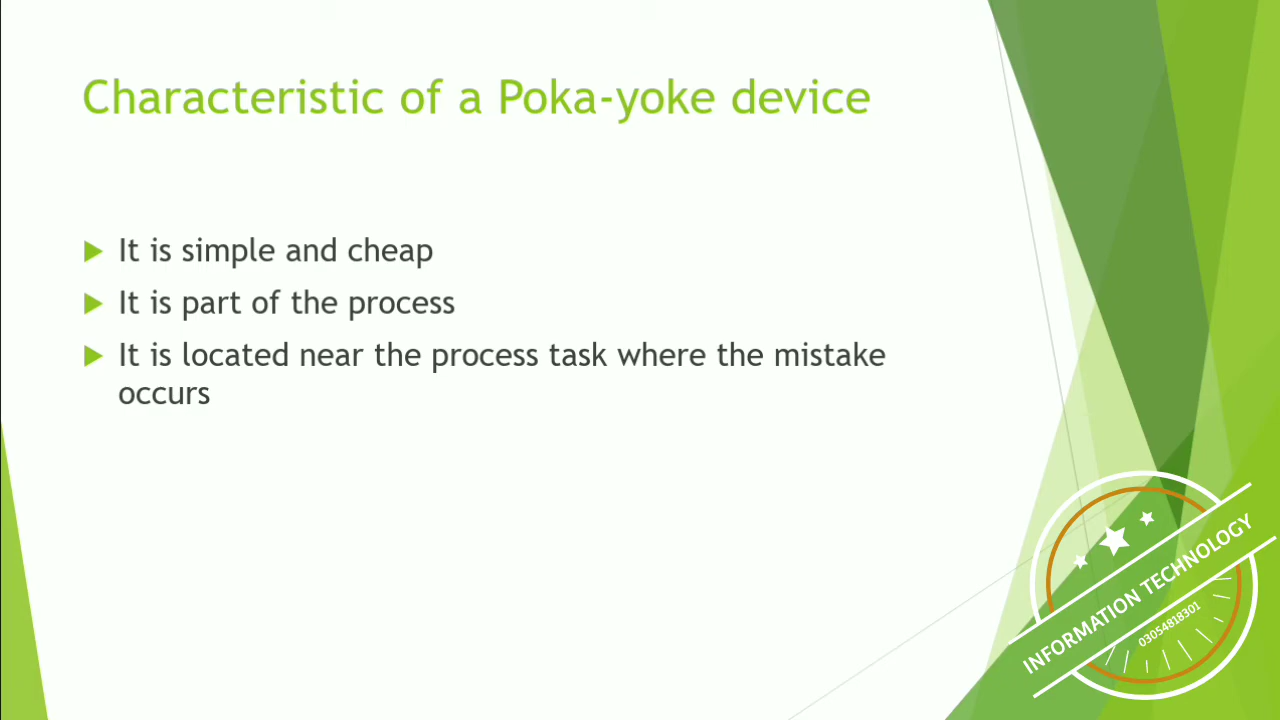 Characteristic of a Poka-yoke device
It is simple and cheap
It is part of the process
It is located near the process task where the mistake
occurs
INFORMATION TECHNOLOGY
03054818301